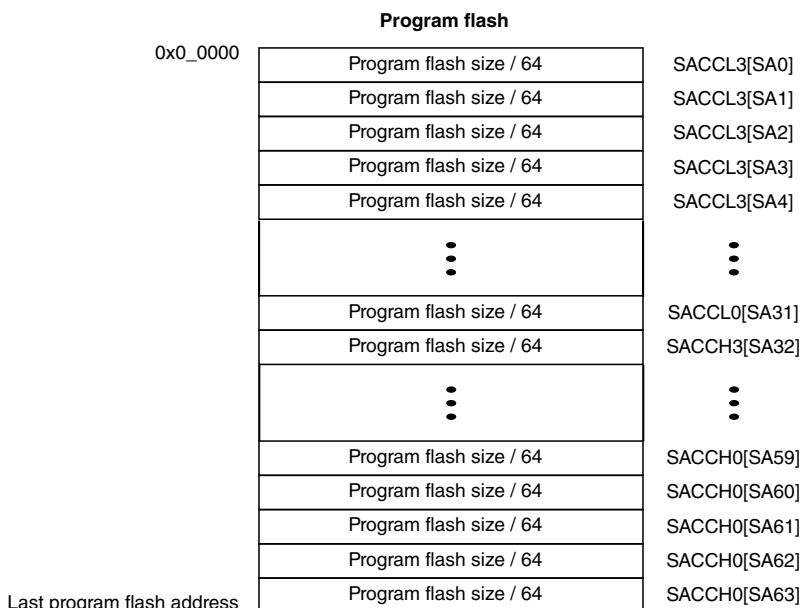 Program flash
0x0_0000
Program flash size / 64 SACCL3[SA0]
Program flash size / 64 SACCL3[SA1]
Program flash size / 64 SACCL3[SA2]
Program flash size / 64 SACCL3[SA3]
Program flash size / 64 SACCL3[SA4]
Program flash size / 64 SACCL0[SA31]
Program flash size / 64 SACCH3[SA32]
Program flash size / 64 SACCH0[SA59]
Program flash size / 64 SACCH0[SA60]
Program flash size / 64 SACCH0[SA61]
Program flash size / 64 SACCH0[SA62]
Program flash size / 64 SACCH0[SA63]
Last program flash address